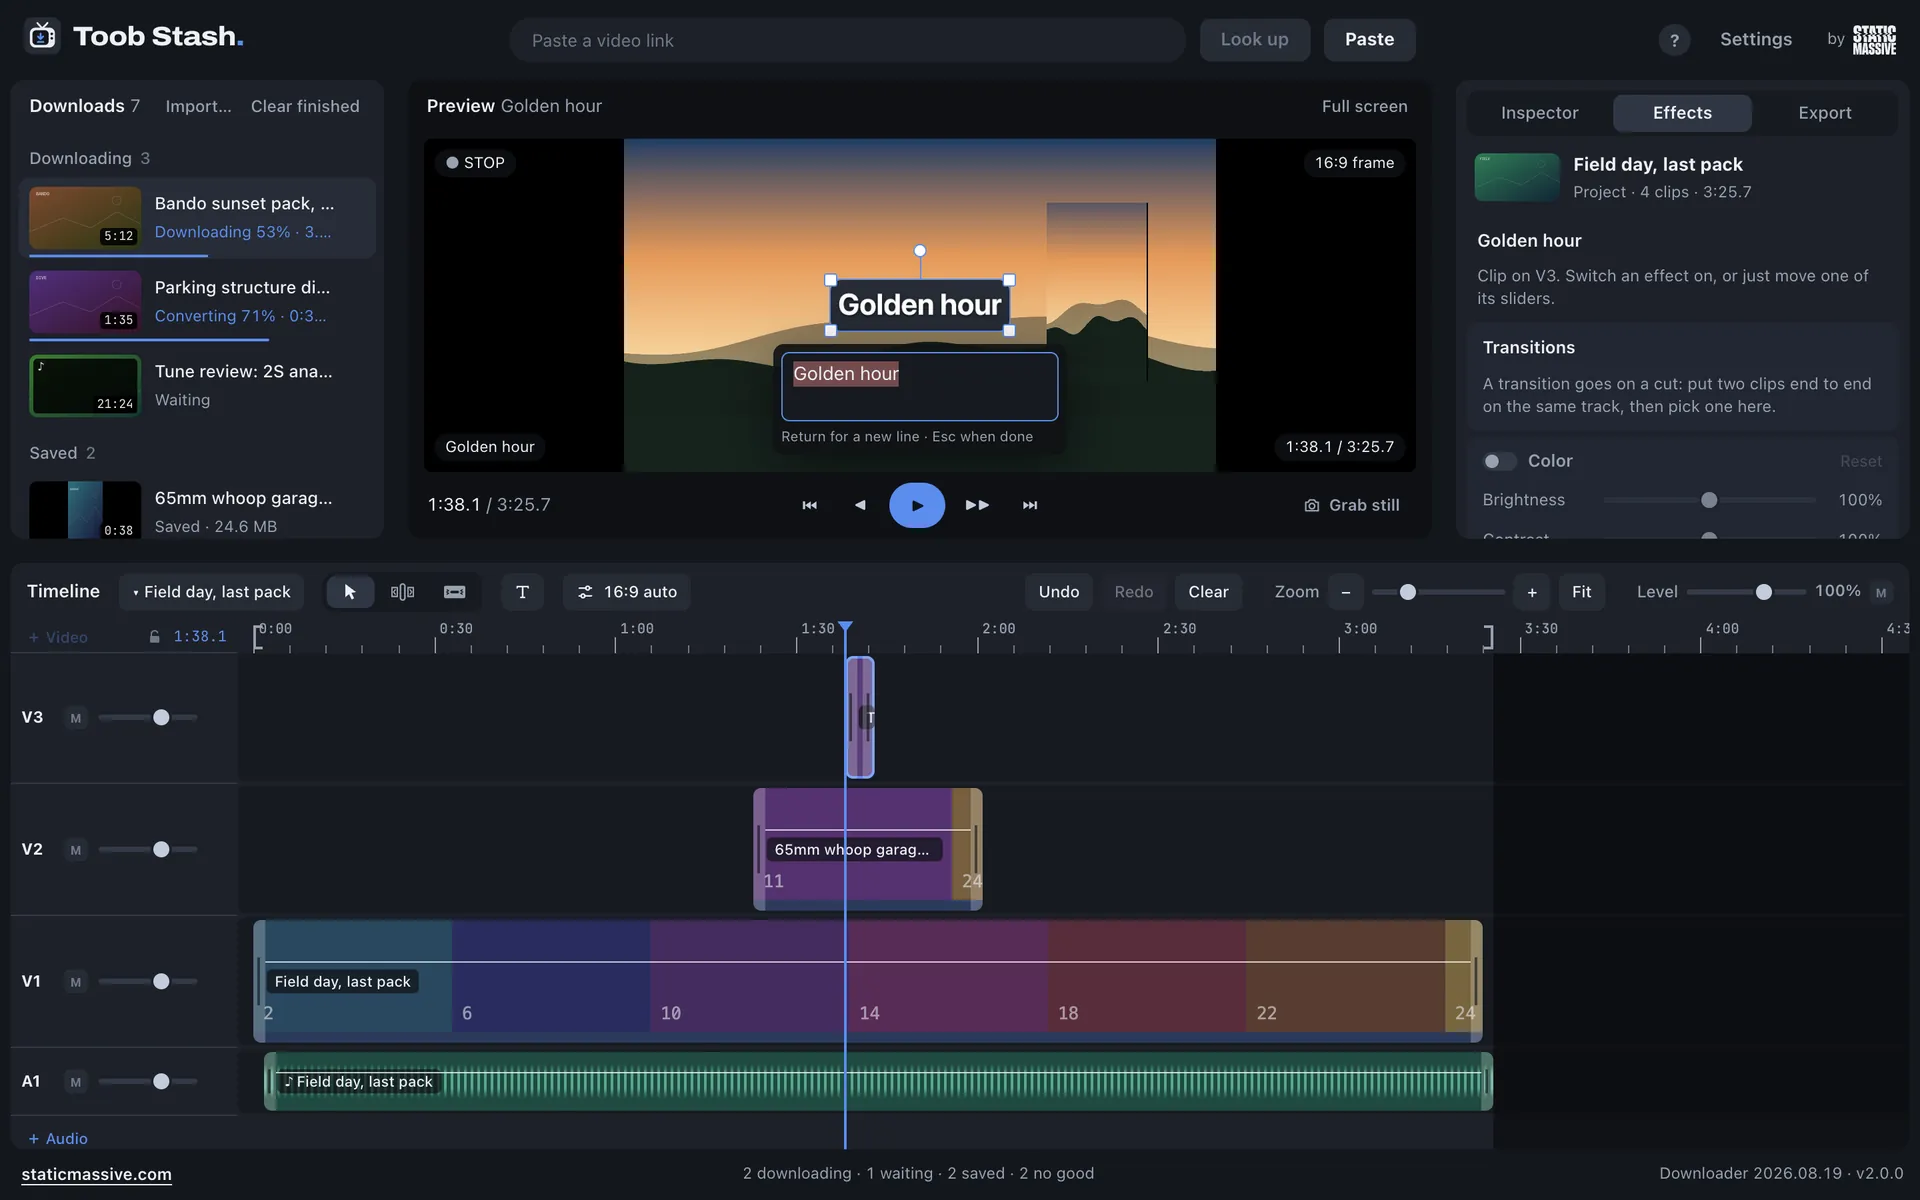 Toob Stash.
Paste a video link
Look up
Paste
?
Settings
by STATIC MASSIVE
Downloads 7
Import...
Clear finished
Downloading 3
Bando sunset pack, ...
5:12
Downloading 53% · 3....
Parking structure di...
1:35
Converting 71% · 0:3...
Tune review: 2S ana...
21:24
Waiting
Saved 2
65mm whoop garag...
0:38
Saved · 24.6 MB
Preview Golden hour
Full screen
STOP
16:9 frame
Golden hour
Golden hour
Return for a new line · Esc when done
Golden hour
1:38.1 / 3:25.7
1:38.1 / 3:25.7
Grab still
Inspector
Effects
Export
Field day, last pack
Project · 4 clips · 3:25.7
Golden hour
Clip on V3. Switch an effect on, or just move one of
its sliders.
Transitions
A transition goes on a cut: put two clips end to end
on the same track, then pick one here.
Color
Reset
Brightness
100%
Contrast
100%
Timeline
Field day, last pack
T
16:9 auto
Undo
Redo
Clear
Zoom
−
+
Fit
Level
100%
M
+ Video
1:38.1
0:00
0:30
1:00
1:30
2:00
2:30
3:00
3:30
4:00
4:3
V3
M
T
V2
M
65mm whoop garag...
11
24
V1
M
Field day, last pack
2
6
10
14
18
22
24
A1
M
♪ Field day, last pack
+ Audio
staticmassive.com
2 downloading · 1 waiting · 2 saved · 2 no good
Downloader 2026.08.19 · v2.0.0